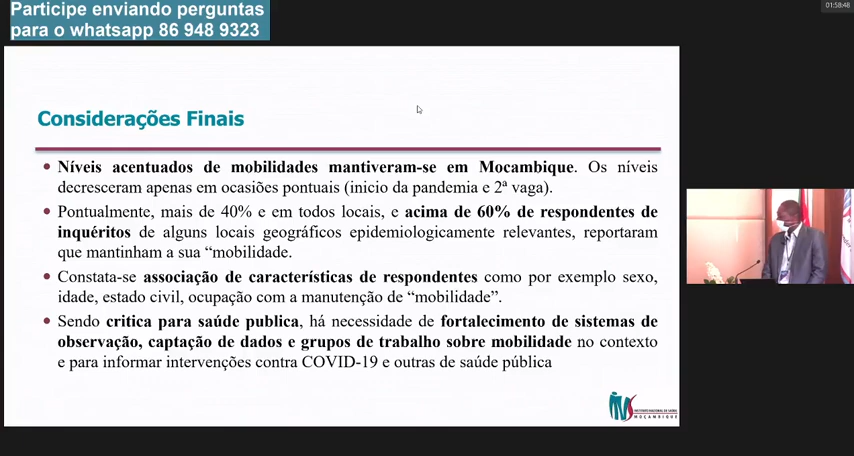 Participe enviando perguntas
para o whatsapp 86 948 9323
01:58:48
Considerações Finais
• Níveis acentuados de mobilidades mantiveram-se em Mocambique. Os níveis
decresceram apenas em ocasiões pontuais (inicio da pandemia e 2ª vaga).
• Pontualmente, mais de 40% e em todos locais, e acima de 60% de respondentes de
inquéritos de alguns locais geográficos epidemiologicamente relevantes, reportaram
que mantinham a sua “mobilidade.
• Constata-se associação de características de respondentes como por exemplo sexo,
idade, estado civil, ocupação com a manutenção de “mobilidade”.
• Sendo critica para saúde publica, há necessidade de fortalecimento de sistemas de
observação, captação de dados e grupos de trabalho sobre mobilidade no contexto
e para informar intervenções contra COVID-19 e outras de saúde pública
INSTITUTO NACIONAL DE SAÚDE
MOÇAMBIQUE